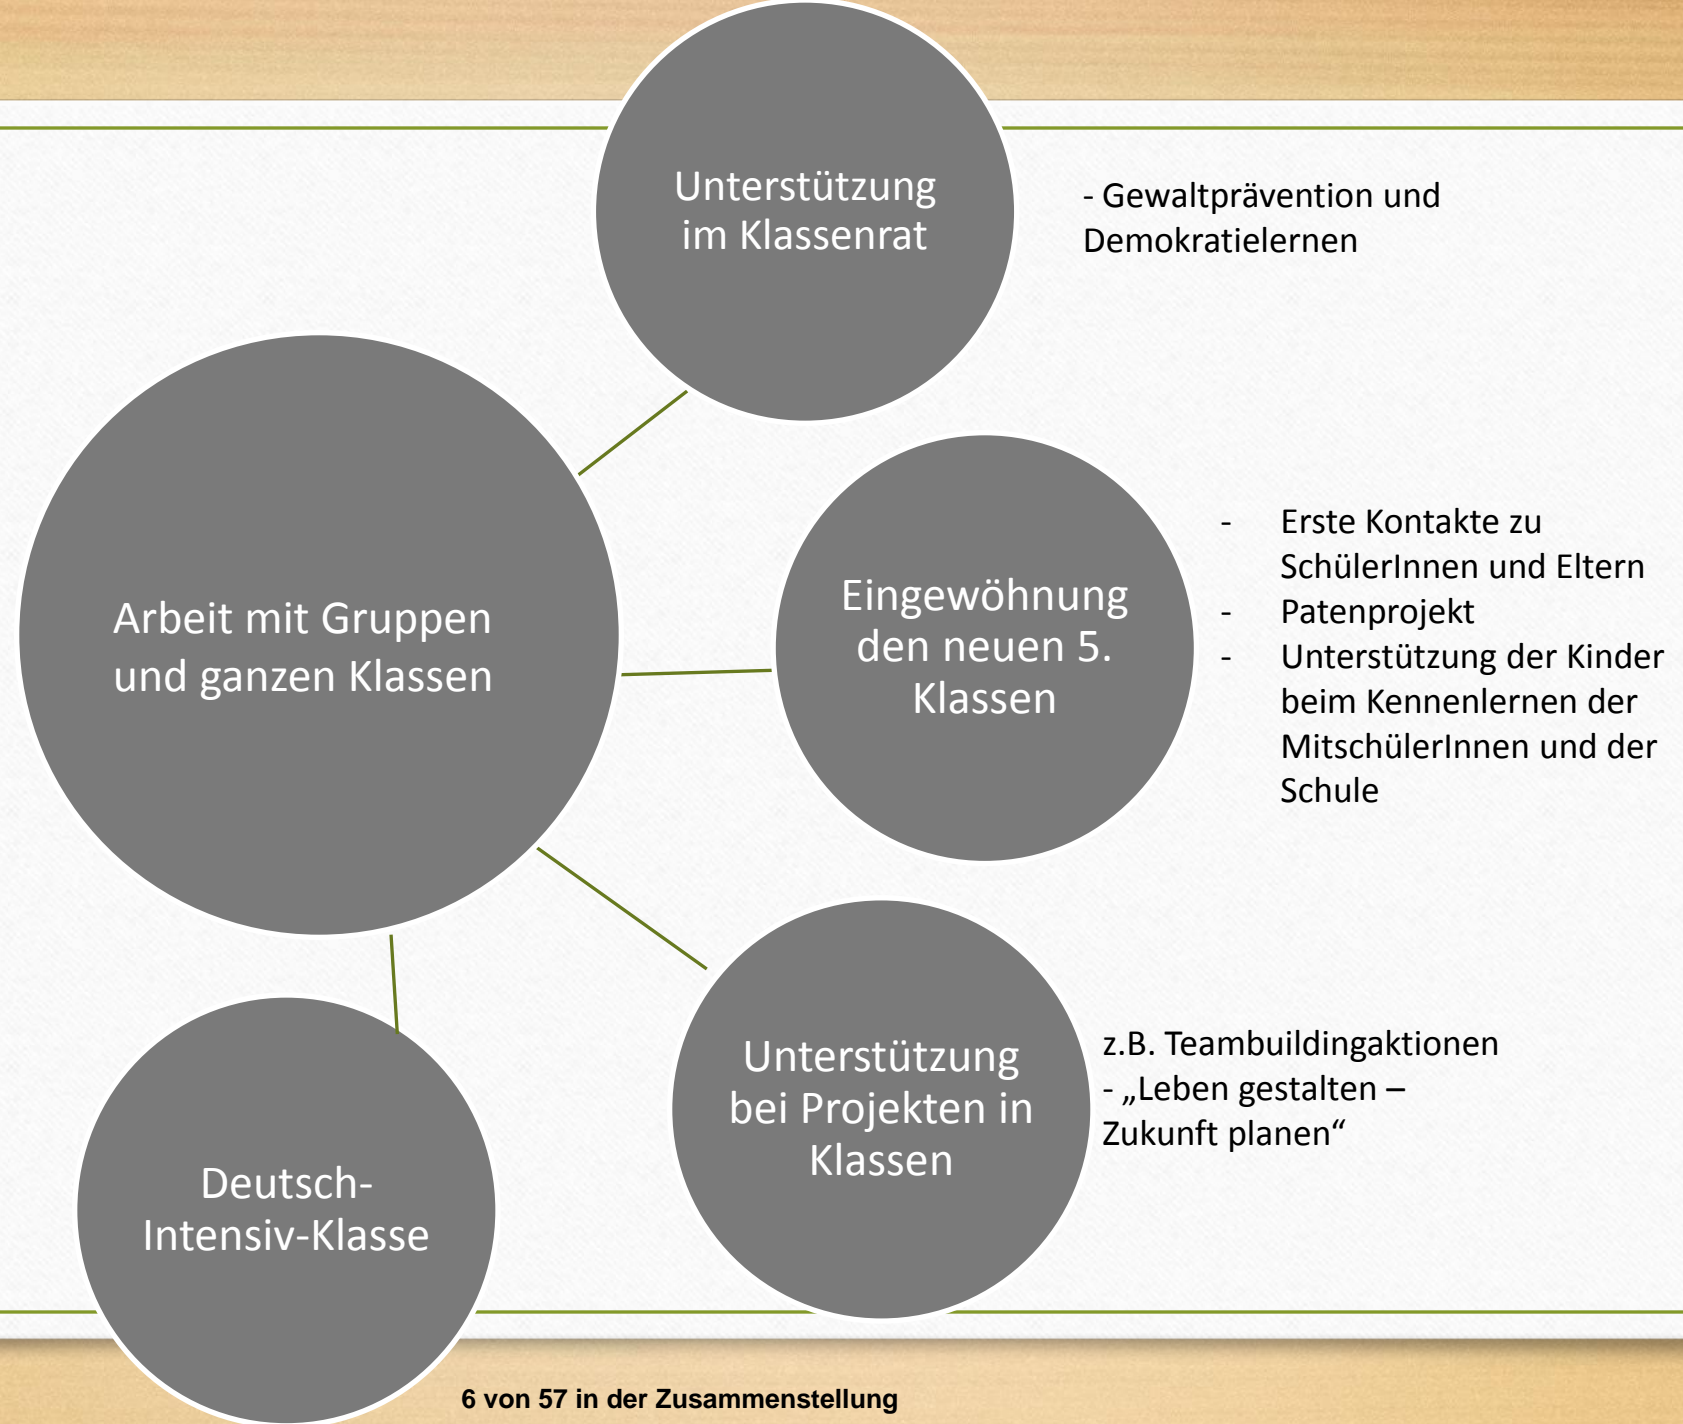 Unterstützung
im Klassenrat
- Gewaltprävention und
Demokratielernen
Arbeit mit Gruppen
und ganzen Klassen
Eingewöhnung
den neuen 5.
Klassen
- Erste Kontakte zu
SchülerInnen und Eltern
- Patenprojekt
- Unterstützung der Kinder
beim Kennenlernen der
MitschülerInnen und der
Schule
Unterstützung
bei Projekten in
Klassen
z.B. Teambuildingaktionen
- „Leben gestalten –
Zukunft planen“
Deutsch-
Intensiv-Klasse
6 von 57 in der Zusammenstellung